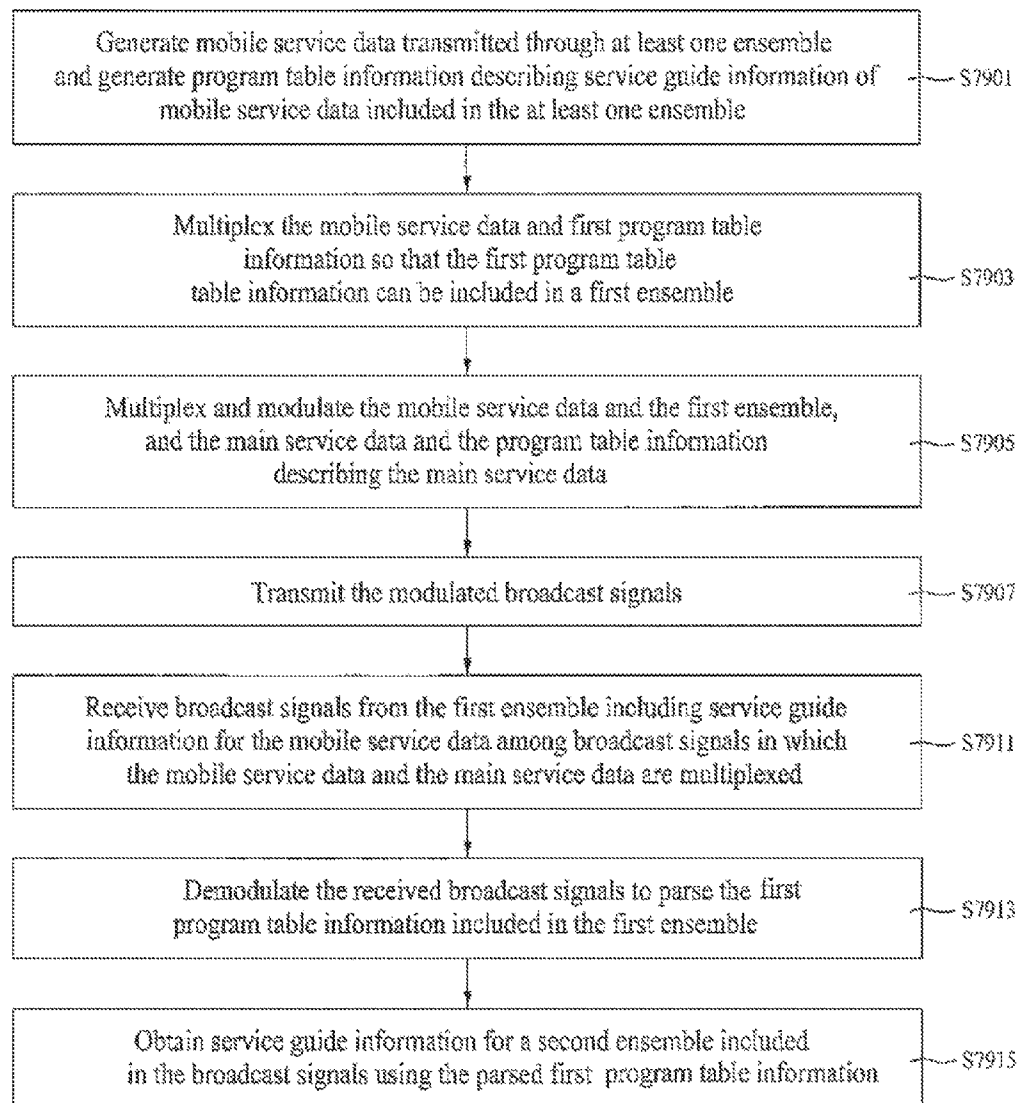 Generate mobile service data transmitted through at least one ensemble
and generate program table information describing service guide information of
mobile service data included in the at least one ensemble
S7901
Multiplex the mobile service data and first program table
information so that the first program table
table information can be included in a first ensemble
S7903
Multiplex and modulate the mobile service data and the first ensemble,
and the main service data and the program table information
describing the main service data
S7905
Transmit the modulated broadcast signals
S7907
Receive broadcast signals from the first ensemble including service guide
information for the mobile service data among broadcast signals in which
the mobile service data and the main service data are multiplexed
S7911
Demodulate the received broadcast signals to parse the first
program table information included in the first ensemble
S7913
Obtain service guide information for a second ensemble included
in the broadcast signals using the parsed first program table information
S7915